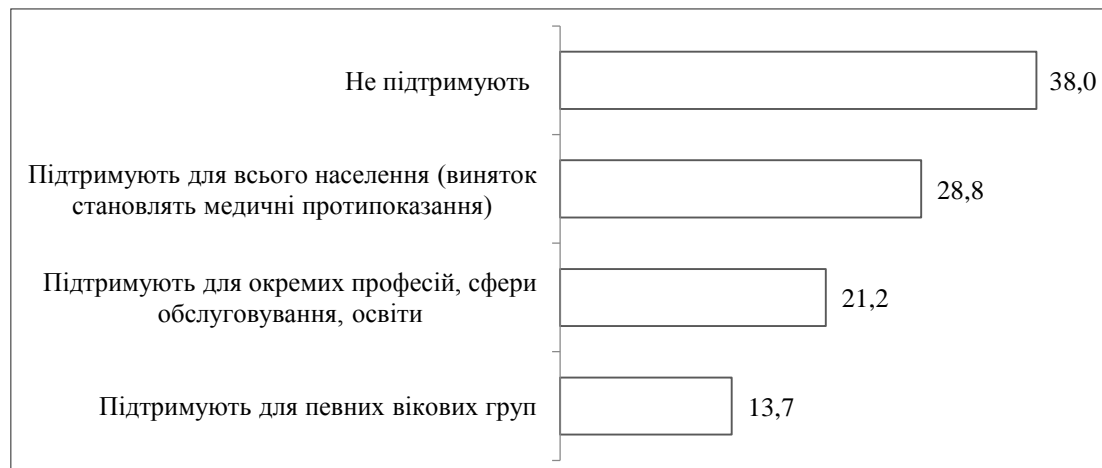 Не підтримують
38,0
Підтримують для всього населення (виняток
становлять медичні протипоказання)
28,8
Підтримують для окремих професій, сфери
обслуговування, освіти
21,2
Підтримують для певних вікових груп
13,7